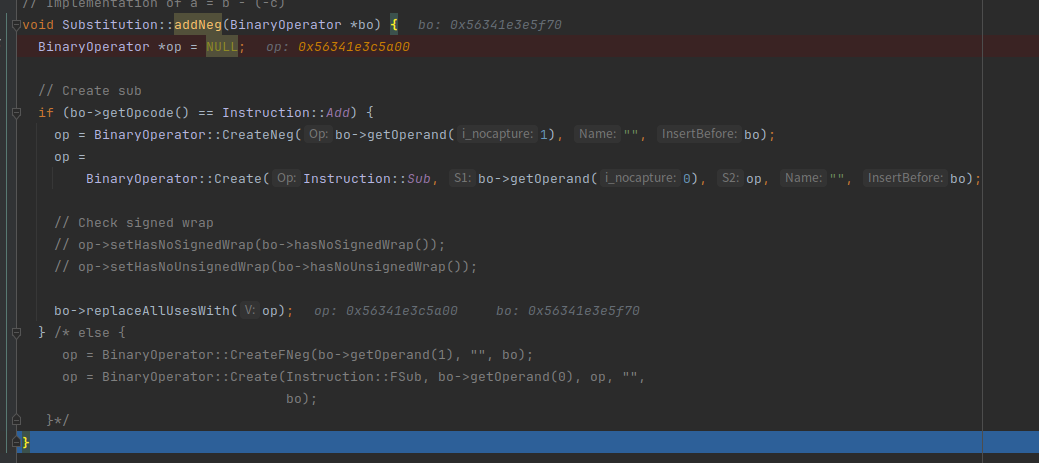 // Implementation of a = b - (-c)
void Substitution::addNeg(BinaryOperator *bo) { bo: 0x56341e3e5f70
BinaryOperator *op = NULL; op: 0x56341e3c5a00
// Create sub
if (bo->getOpcode() == Instruction::Add) {
op = BinaryOperator::CreateNeg( Op: bo->getOperand( i_nocapture: 1), Name: "", InsertBefore: bo);
op =
BinaryOperator::Create( Op: Instruction::Sub, S1: bo->getOperand( i_nocapture: 0), S2: op, Name: "", InsertBefore: bo);
// Check signed wrap
// op->setHasNoSignedWrap(bo->hasNoSignedWrap());
// op->setHasNoUnsignedWrap(bo->hasNoUnsignedWrap());
bo->replaceAllUsesWith( V: op); op: 0x56341e3c5a00 bo: 0x56341e3e5f70
} /* else {
op = BinaryOperator::CreateFNeg(bo->getOperand(1), "", bo);
op = BinaryOperator::Create(Instruction::FSub, bo->getOperand(0), op, "",
bo);
}*/
}